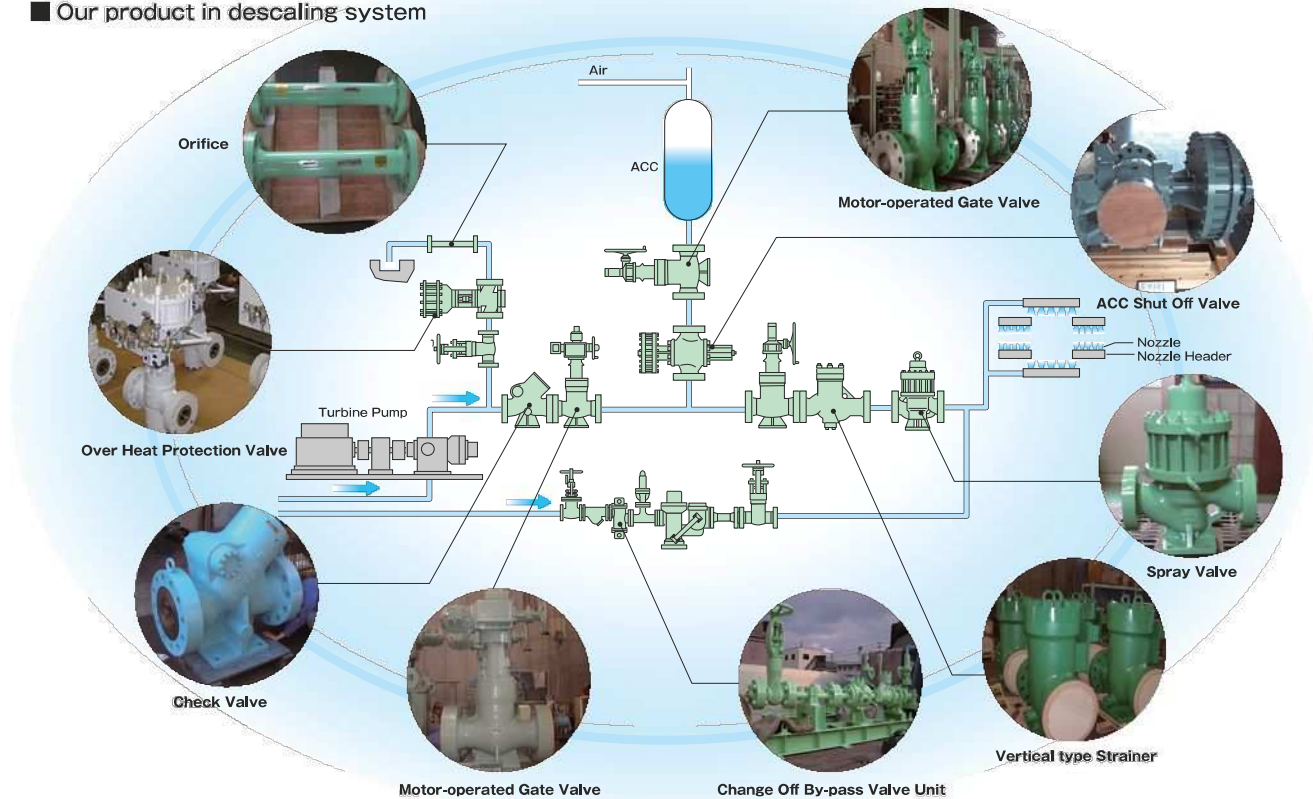 ■ Our product in descaling system
Air
Orifice
ACC
Motor-operated Gate Valve
ACC Shut Off Valve
Nozzle
Nozzle Header
Turbine Pump
Over Heat Protection Valve
Spray Valve
Check Valve
Vertical type Strainer
Motor-operated Gate Valve
Change Off By-pass Valve Unit